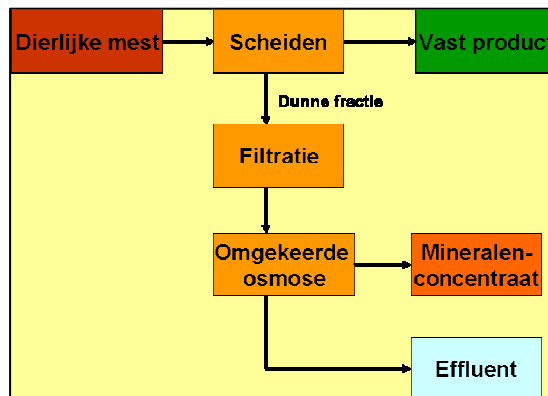 Dierlijke mest
Scheiden
Vast product
Dunne fractie
Filtratie
Omgekeerde
osmose
Mineralen-
concentraat
Effluent